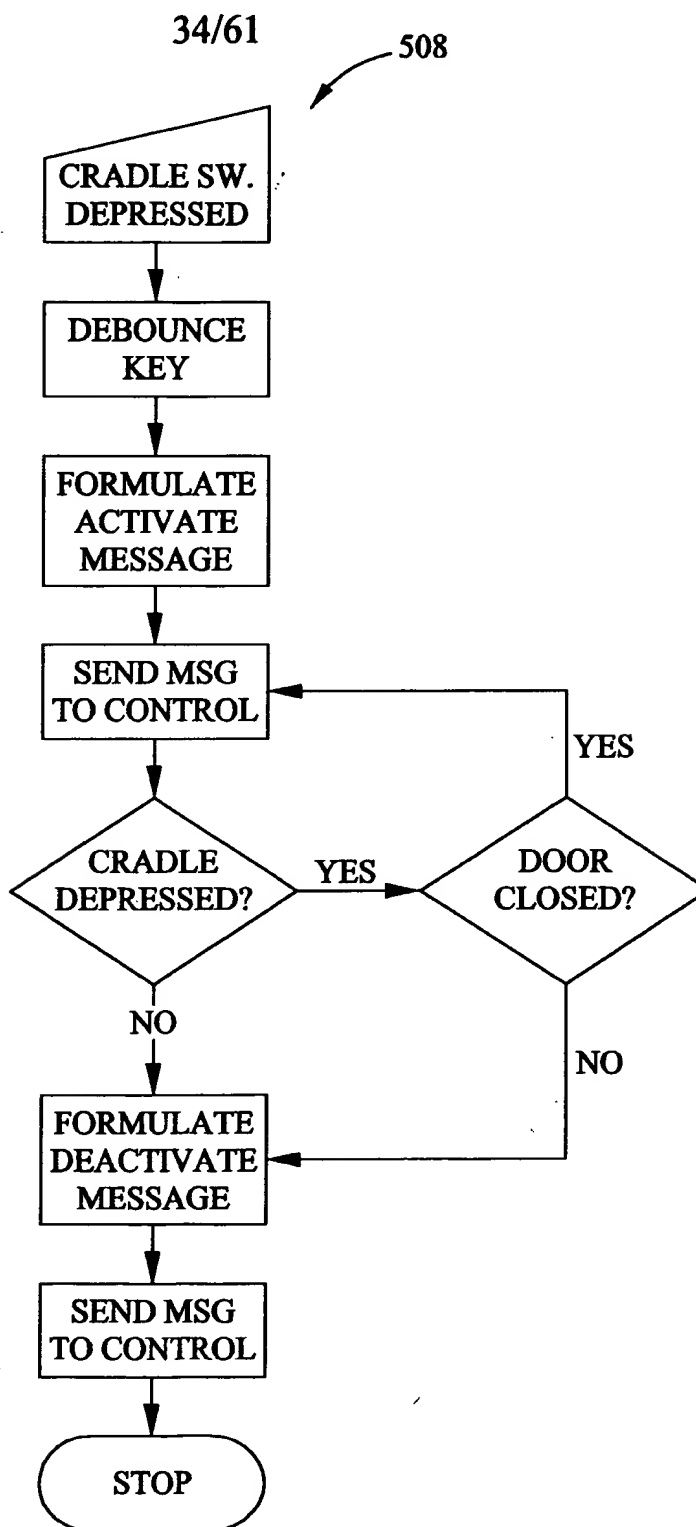 34/61
508
CRADLE SW.
DEPRESSED
DEBOUNCE
KEY
FORMULATE
ACTIVATE
MESSAGE
SEND MSG
TO CONTROL
YES
CRADLE
DEPRESSED?
YES
DOOR
CLOSED?
NO
NO
FORMULATE
DEACTIVATE
MESSAGE
SEND MSG
TO CONTROL
STOP